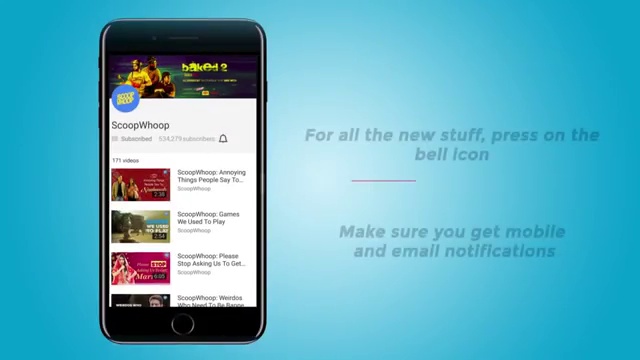 baked 2
SCOOP
WHOOP
ScoopWhoop
Subscribed 534,279 subscribers
171 videos
ScoopWhoop: Annoying
Things People Say To...
ScoopWhoop
2:38
ScoopWhoop: Games
We Used To Play
ScoopWhoop
2:54
ScoopWhoop: Please
Stop Asking Us To Get...
ScoopWhoop
6:05
ScoopWhoop: Weirdos
Who Need To Be Banne
For all the new stuff, press on the
bell icon
Make sure you get mobile
and email notifications